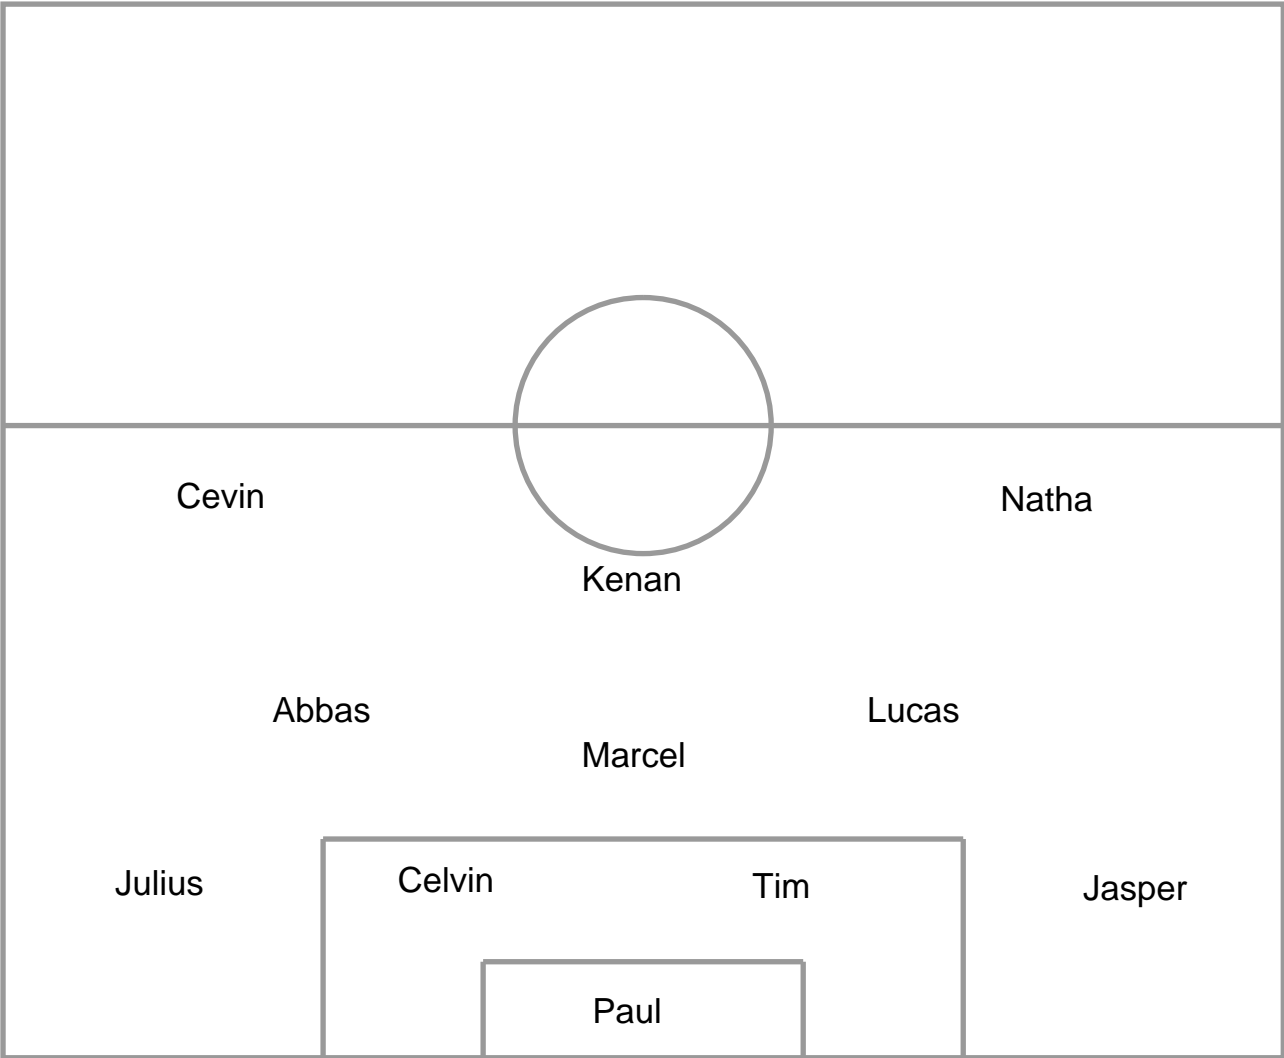 Cevin
Natha
Kenan
Abbas
Lucas
Marcel
Julius
Celvin
Tim
Jasper
Paul